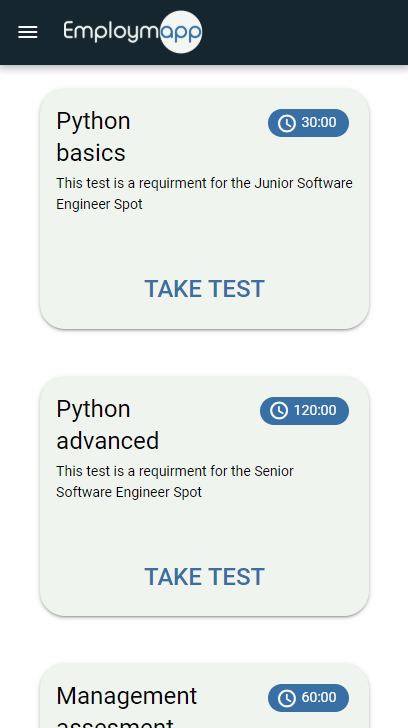 Employmapp
Python
basics
30:00
This test is a requirment for the Junior Software
Engineer Spot
TAKE TEST
Python
advanced
120:00
This test is a requirment for the Senior
Software Engineer Spot
TAKE TEST
Management
assesment
60:00